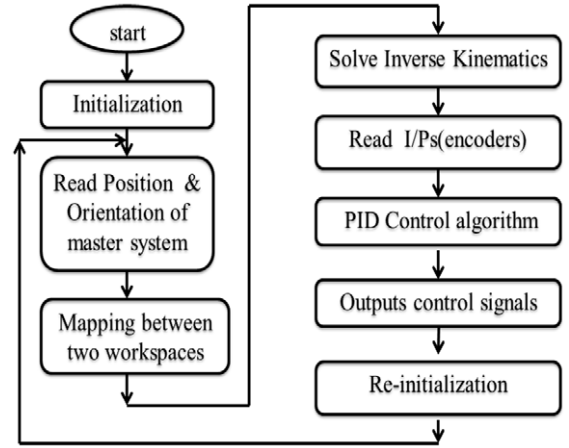 start
Initialization
Read Position &
Orientation of
master system
Mapping between
two workspaces
Solve Inverse Kinematics
Read I/Ps(encoders)
PID Control algorithm
Outputs control signals
Re-initialization